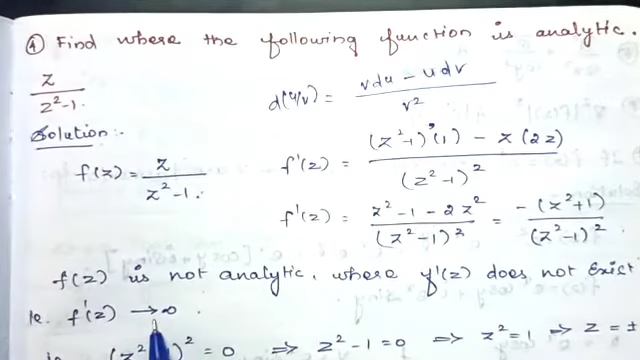 ④ Find where the following function is analytic.
z / z²-1.
d(u/v) = vdu - udv / v²
Solution :-
f(z) = z / z²-1.
f'(z) = (z²-1)(1) - z(2z) / (z²-1)²
f'(z) = z²-1-2z² / (z²-1)² = -(z²+1) / (z²-1)²
f(z) is not analytic, where f'(z) does not exist
ie. f'(z) → ∞.
)² = 0 ⇒ z²-1=0 ⇒ z²=1 ⇒ z = ±